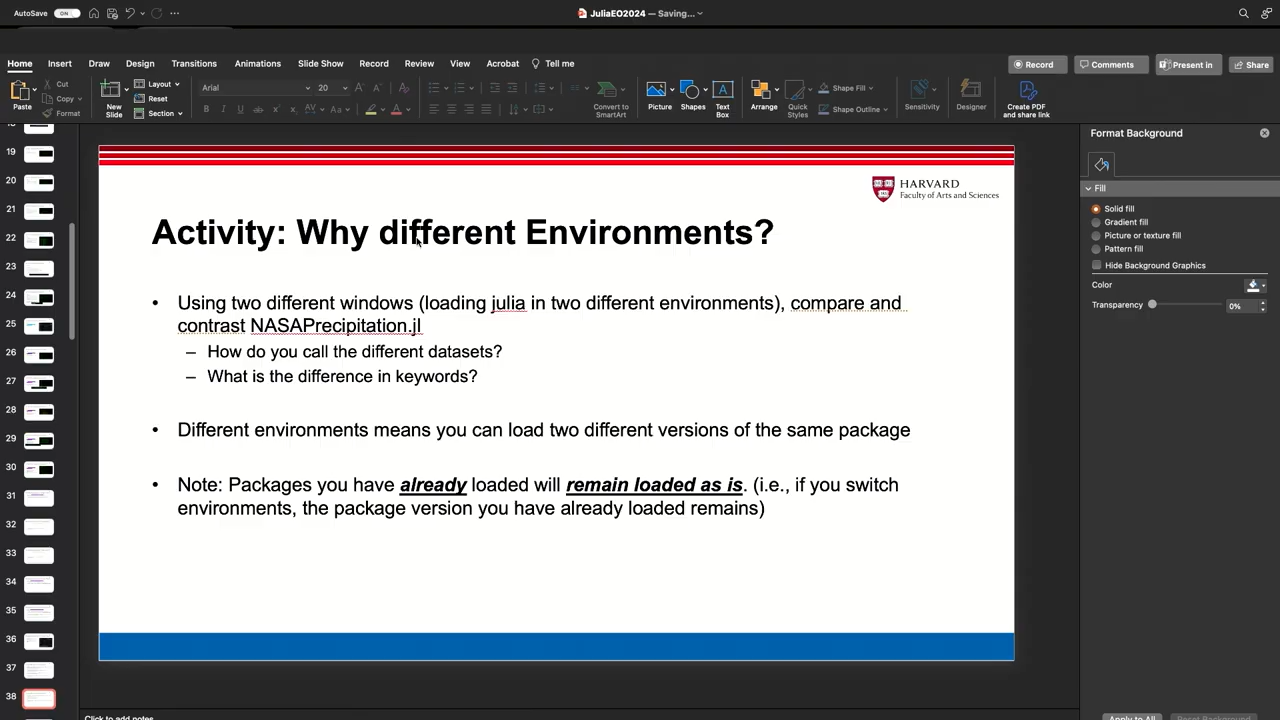 AutoSave ON JuliaEO2024 — Saving...
Home Insert Draw Design Transitions Animations Slide Show Record Review View Acrobat Tell me Record Comments Present in Share
Paste Cut Copy Format New Slide Layout Reset Section Arial 20 Convert to SmartArt Picture Shapes Text Box Arrange Quick Styles Shape Fill Shape Outline Sensitivity Designer Create PDF and share link
19
20
21
22
23
24
25
26
27
28
29
30
31
32
33
34
35
36
37
38
HARVARD
Faculty of Arts and Sciences
Activity: Why different Environments?
• Using two different windows (loading julia in two different environments), compare and
contrast NASAPrecipitation.jl
– How do you call the different datasets?
– What is the difference in keywords?
• Different environments means you can load two different versions of the same package
• Note: Packages you have already loaded will remain loaded as is. (i.e., if you switch
environments, the package version you have already loaded remains)
Format Background
Fill
Solid fill
Gradient fill
Picture or texture fill
Pattern fill
Hide Background Graphics
Color
Transparency 0%
Click to add notes
Apply to All Reset Background